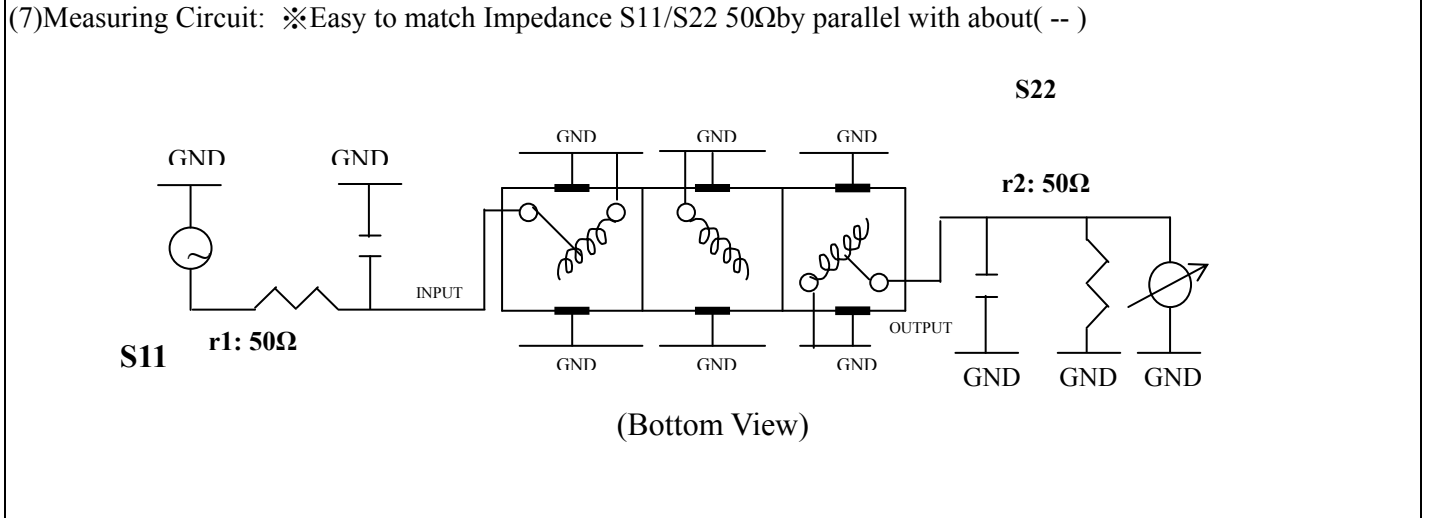 (7)Measuring Circuit: ※Easy to match Impedance S11/S22 50Ωby parallel with about( -- )
S22
GND GND GND
GND GND
r2: 50Ω
INPUT
OUTPUT
r1: 50Ω
S11
GND GND GND
GND GND GND
(Bottom View)